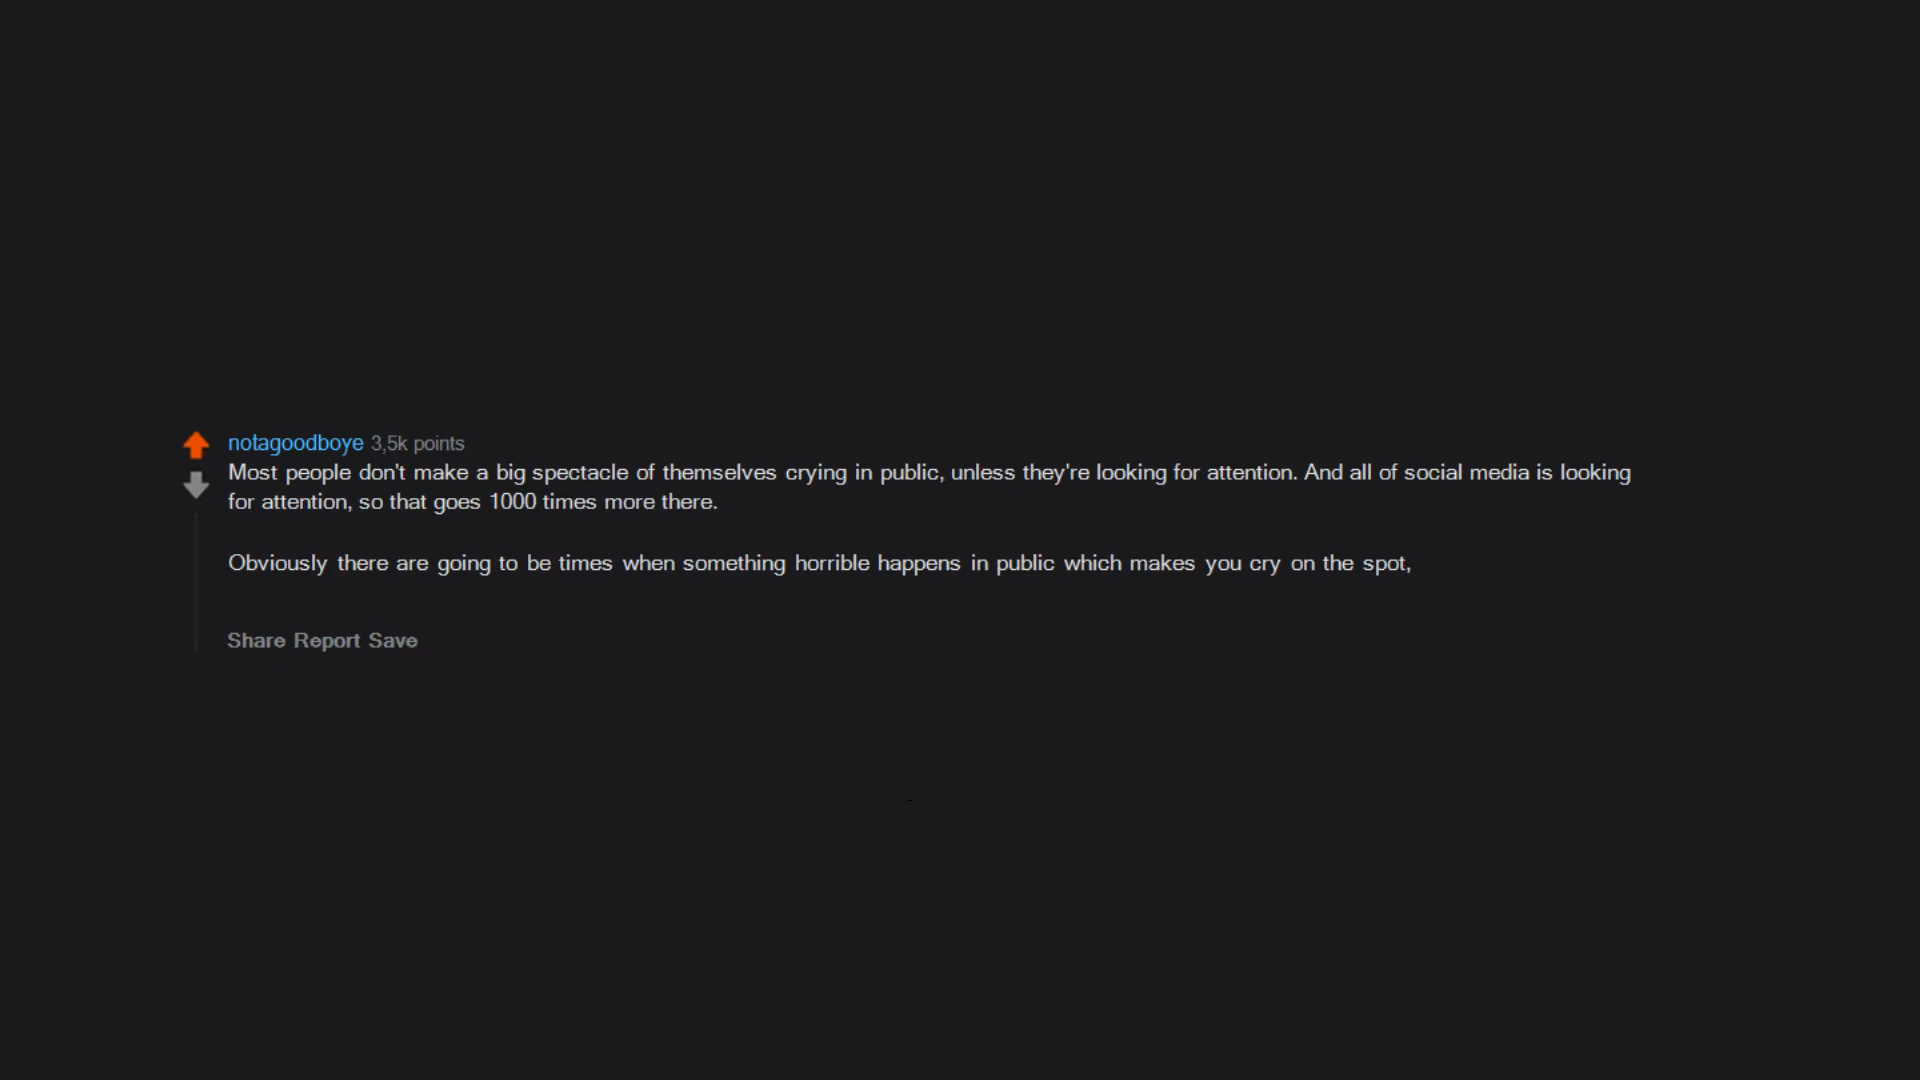 notagoodboye 3,5k points
Most people don't make a big spectacle of themselves crying in public, unless they're looking for attention. And all of social media is looking
for attention, so that goes 1000 times more there.
Obviously there are going to be times when something horrible happens in public which makes you cry on the spot,
Share Report Save